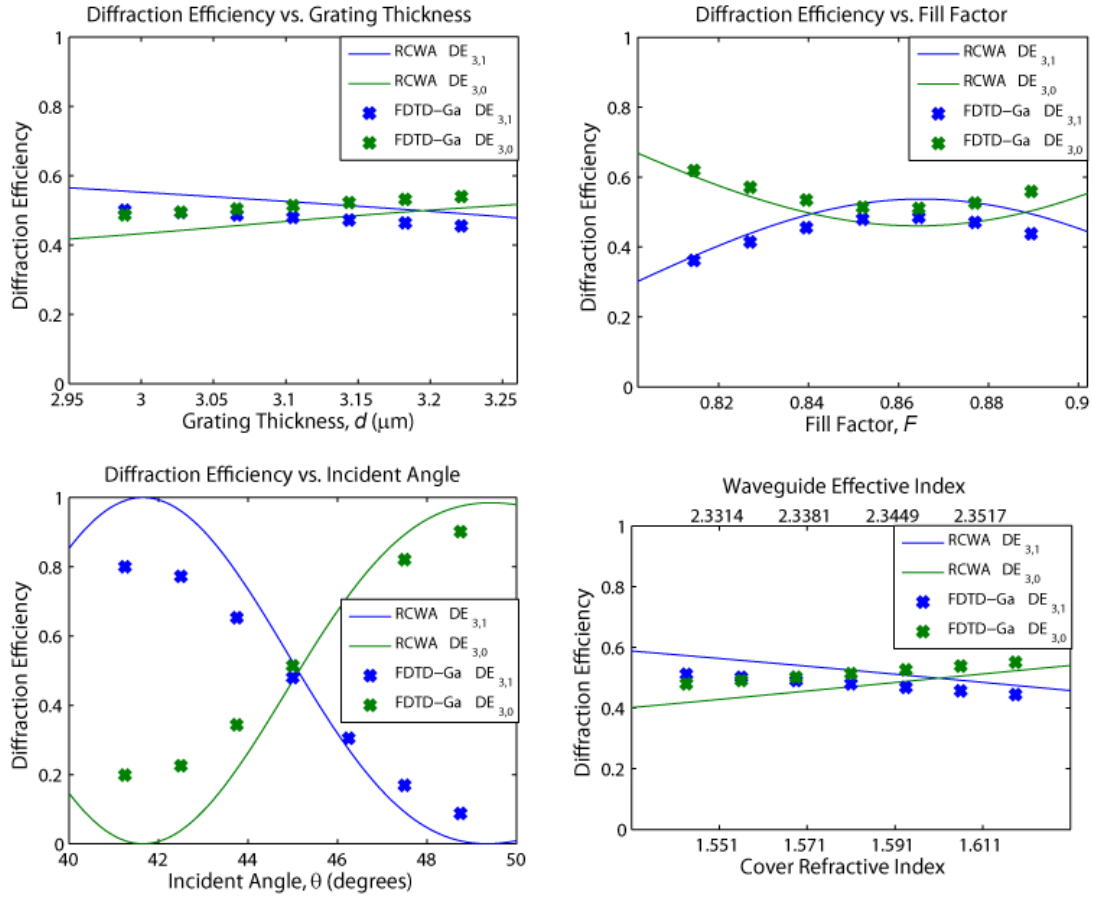 Diffraction Efficiency vs. Grating Thickness
RCWA DE 3,1
RCWA DE 3,0
FDTD−Ga DE 3,1
FDTD−Ga DE 3,0
Diffraction Efficiency
1
0.8
0.6
0.4
0.2
0
2.95 3 3.05 3.1 3.15 3.2 3.25
Grating Thickness, d (μm)
Diffraction Efficiency vs. Fill Factor
RCWA DE 3,1
RCWA DE 3,0
FDTD−Ga DE 3,1
FDTD−Ga DE 3,0
Diffraction Efficiency
1
0.8
0.6
0.4
0.2
0
0.82 0.84 0.86 0.88 0.9
Fill Factor, F
Diffraction Efficiency vs. Incident Angle
RCWA DE 3,1
RCWA DE 3,0
FDTD−Ga DE 3,1
FDTD−Ga DE 3,0
Diffraction Efficiency
1
0.8
0.6
0.4
0.2
0
40 42 44 46 48 50
Incident Angle, θ (degrees)
Waveguide Effective Index
2.3314 2.3381 2.3449 2.3517
RCWA DE 3,1
RCWA DE 3,0
FDTD−Ga DE 3,1
FDTD−Ga DE 3,0
Diffraction Efficiency
1
0.8
0.6
0.4
0.2
0
1.551 1.571 1.591 1.611
Cover Refractive Index